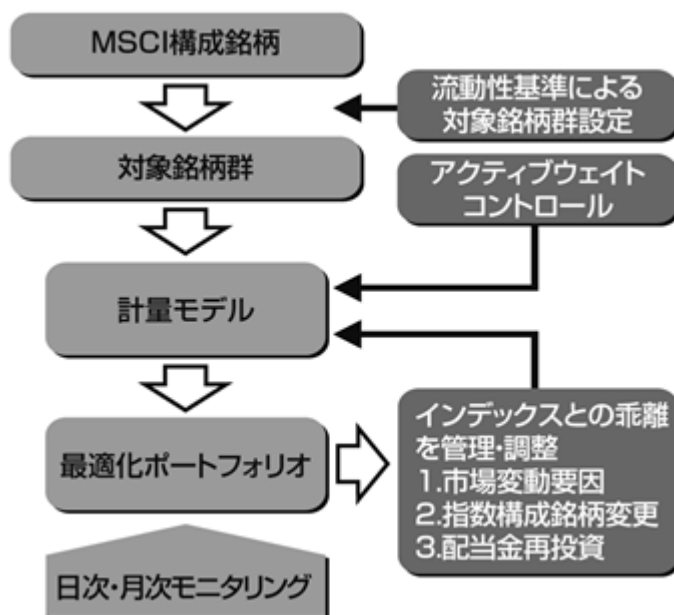 MSCI構成銘柄
流動性基準による
対象銘柄群設定
対象銘柄群
アクティブウェイト
コントロール
計量モデル
最適化ポートフォリオ
インデックスとの乖離
を管理・調整
1.市場変動要因
2.指数構成銘柄変更
3.配当金再投資
日次・月次モニタリング